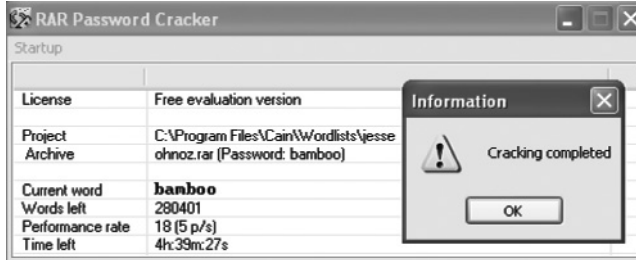 RAR Password Cracker
Startup
License Free evaluation version
Project C:\Program Files\Cain\Wordlists\jesse
Archive ohnoz.rar (Password: bamboo)
Current word bamboo
Words left 280401
Performance rate 18 (5 p/s)
Time left 4h:39m:27s
Information
Cracking completed
OK